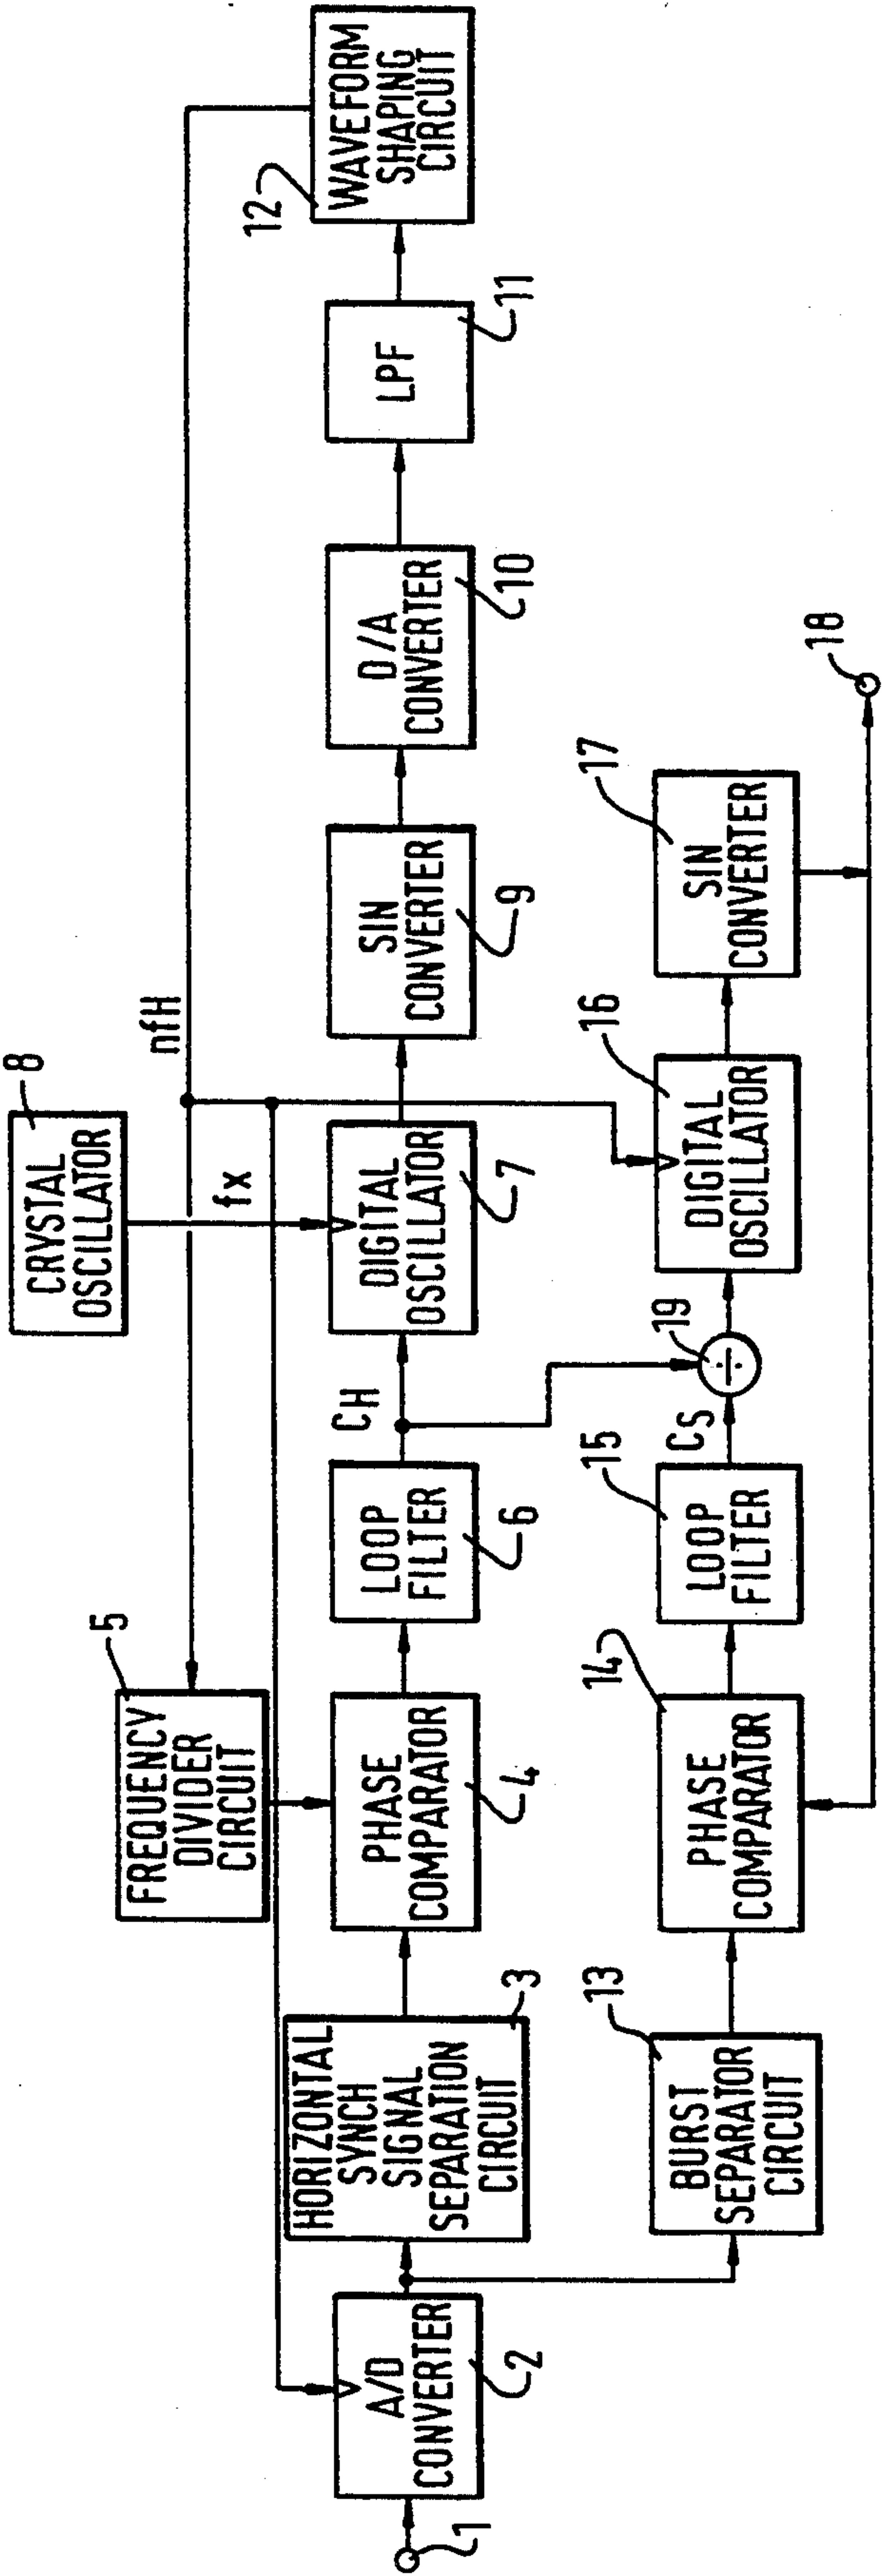 CRYSTAL
OSCILLATOR
8
nfH
fx
FREQUENCY
DIVIDER
CIRCUIT
5
1
A/D
CONVERTER
2
HORIZONTAL
SYNCH
SIGNAL
SEPARATION
CIRCUIT
3
PHASE
COMPARATOR
4
LOOP
FILTER
6
CH
DIGITAL
OSCILLATOR
7
SIN
CONVERTER
9
D/A
CONVERTER
10
LPF
11
WAVEFORM
SHAPING
CIRCUIT
12
BURST
SEPARATOR
CIRCUIT
13
PHASE
COMPARATOR
14
LOOP
FILTER
15
CS
÷
19
DIGITAL
OSCILLATOR
16
SIN
CONVERTER
17
18